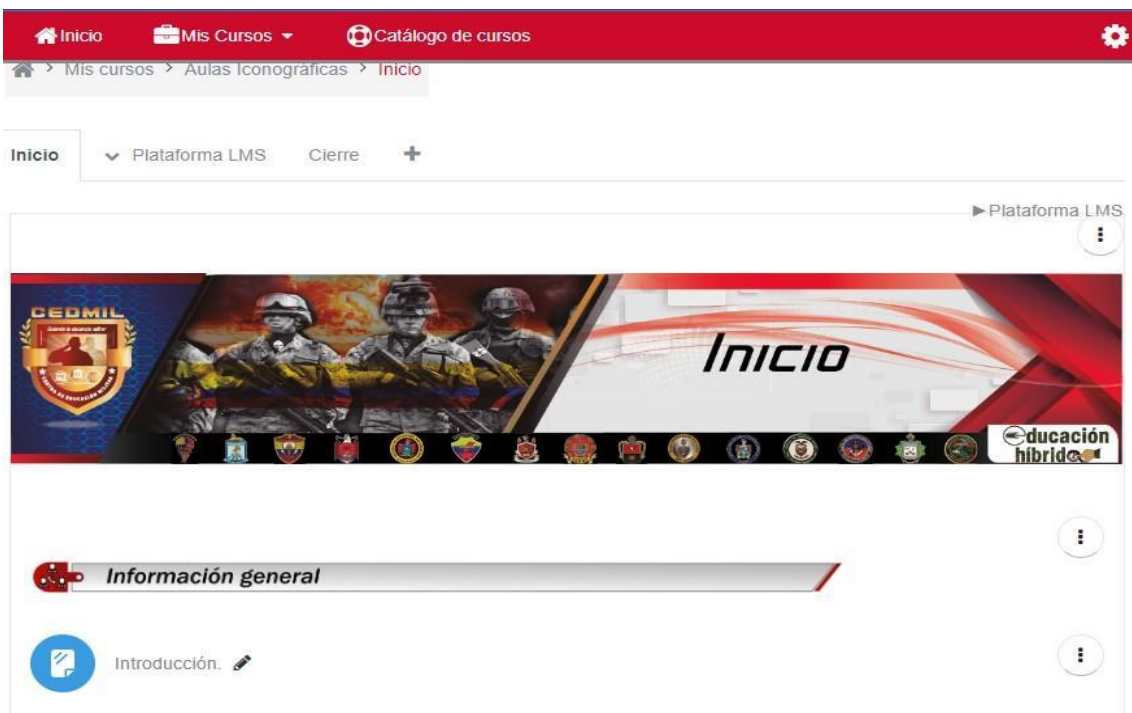 Inicio Mis Cursos Catálogo de cursos
> Mis cursos > Aulas Iconográficas > Inicio
Inicio Plataforma LMS Cierre +
►Plataforma LMS
CEDMIL
Inicio
Educación
híbrida
Información general
Introducción.